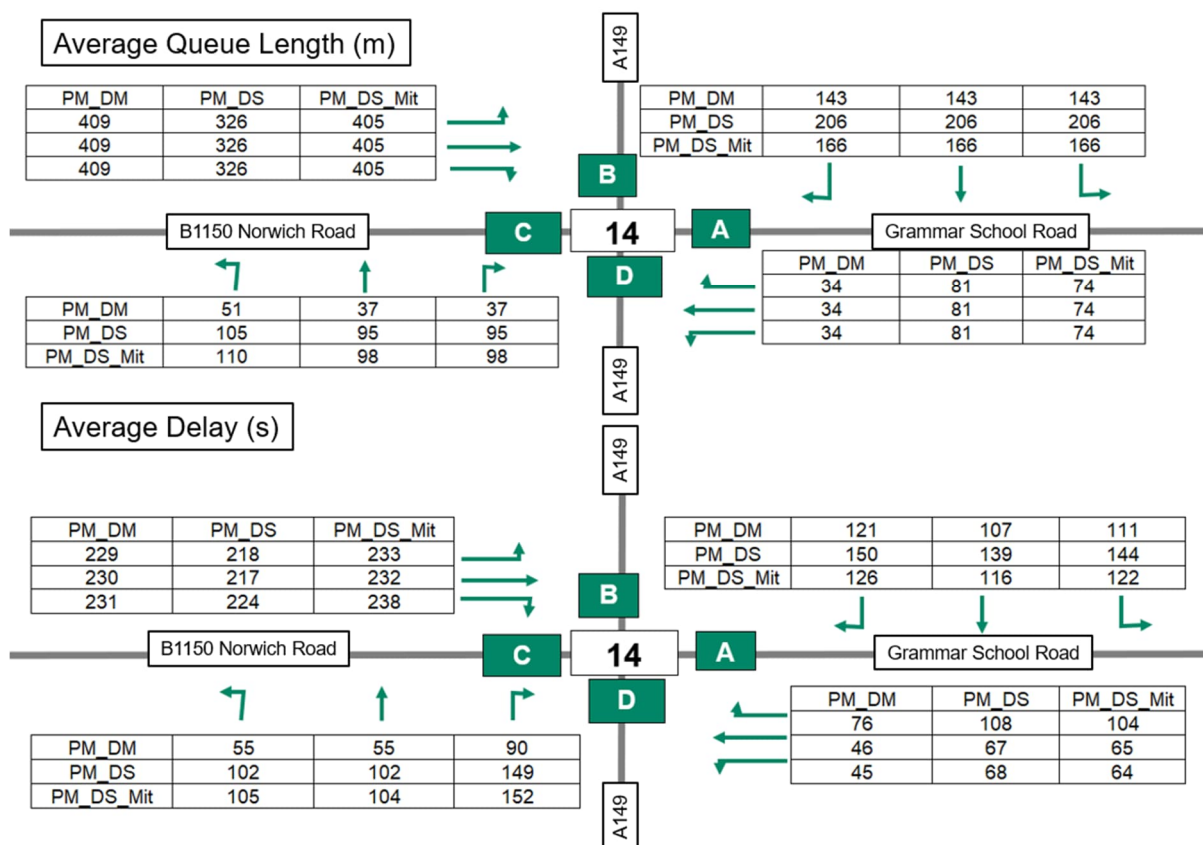 Average Queue Length (m)
A149
PM_DM PM_DS PM_DS_Mit
409 326 405
409 326 405
409 326 405
PM_DM 143 143 143
PM_DS 206 206 206
PM_DS_Mit 166 166 166
B
B1150 Norwich Road
C
14
A
Grammar School Road
D
PM_DM 51 37 37
PM_DS 105 95 95
PM_DS_Mit 110 98 98
PM_DM PM_DS PM_DS_Mit
34 81 74
34 81 74
34 81 74
A149
Average Delay (s)
A149
PM_DM PM_DS PM_DS_Mit
229 218 233
230 217 232
231 224 238
PM_DM 121 107 111
PM_DS 150 139 144
PM_DS_Mit 126 116 122
B
B1150 Norwich Road
C
14
A
Grammar School Road
D
PM_DM 55 55 90
PM_DS 102 102 149
PM_DS_Mit 105 104 152
PM_DM PM_DS PM_DS_Mit
76 108 104
46 67 65
45 68 64
A149